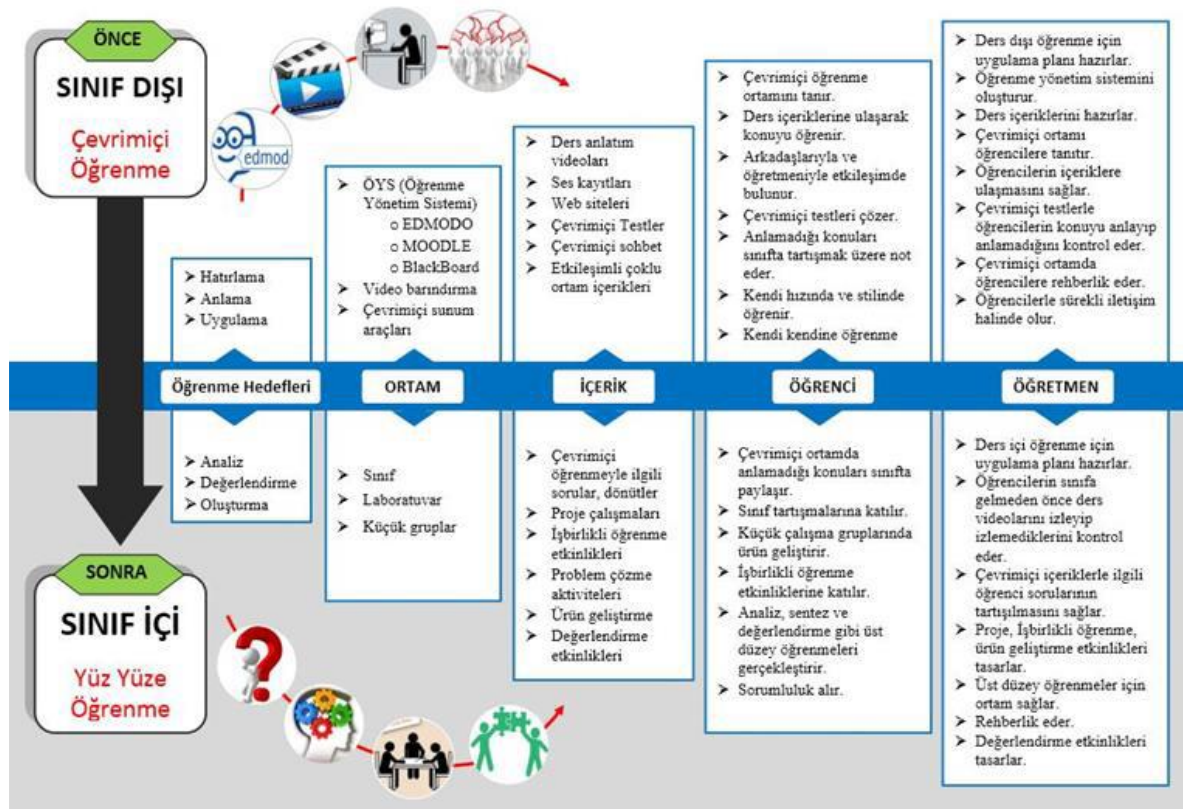 ÖNCE
SINIF DIŞI
Çevrimiçi
Öğrenme
edmod
➢ Hatırlama
➢ Anlama
➢ Uygulama
➢ ÖYS (Öğrenme
Yönetim Sistemi)
o EDMODO
o MOODLE
o BlackBoard
➢ Video barındırma
➢ Çevrimiçi sunum
araçları
➢ Ders anlatım
videoları
➢ Ses kayıtları
➢ Web siteleri
➢ Çevrimiçi Testler
➢ Çevrimiçi sohbet
➢ Etkileşimli çoklu
ortam içerikleri
➢ Çevrimiçi öğrenme
ortamını tanır.
➢ Ders içeriklerine ulaşarak
konuyu öğrenir.
➢ Arkadaşlarıyla ve
öğretmeniyle etkileşimde
bulunur.
➢ Çevrimiçi testleri çözer.
➢ Anlamadığı konuları
sınıfta tartışmak üzere not
eder.
➢ Kendi hızında ve stilinde
öğrenir.
➢ Kendi kendine öğrenme
➢ Ders dışı öğrenme için
uygulama planı hazırlar.
➢ Öğrenme yönetim sistemini
oluşturur.
➢ Ders içeriklerini hazırlar.
➢ Çevrimiçi ortamı
öğrencilere tanıtır.
➢ Öğrencilerin içeriklere
ulaşmasını sağlar.
➢ Çevrimiçi testlerle
öğrencilerin konuyu anlayıp
anlamadığını kontrol eder.
➢ Çevrimiçi ortamda
öğrencilere rehberlik eder.
➢ Öğrencilerle sürekli iletişim
halinde olur.
Öğrenme Hedefleri
ORTAM
İÇERİK
ÖĞRENCİ
ÖĞRETMEN
➢ Analiz
➢ Değerlendirme
➢ Oluşturma
➢ Sınıf
➢ Laboratuvar
➢ Küçük gruplar
➢ Çevrimiçi
öğrenmeyle ilgili
sorular, dönütler
➢ Proje çalışmaları
➢ İşbirlikli öğrenme
etkinlikleri
➢ Problem çözme
aktiviteleri
➢ Ürün geliştirme
➢ Değerlendirme
etkinlikleri
➢ Çevrimiçi ortamda
anlamadığı konuları sınıfta
paylaşır.
➢ Sınıf tartışmalarına katılır.
➢ Küçük çalışma gruplarında
ürün geliştirir.
➢ İşbirlikli öğrenme
etkinliklerine katılır.
➢ Analiz, sentez ve
değerlendirme gibi üst
düzey öğrenmeleri
gerçekleştirir.
➢ Sorumluluk alır.
➢ Ders içi öğrenme için
uygulama planı hazırlar.
➢ Öğrencilerin sınıfa
gelmeden önce ders
videolarını izleyip
izlemediklerini kontrol
eder.
➢ Çevrimiçi içeriklerle ilgili
öğrenci sorularının
tartışılmasını sağlar.
➢ Proje, İşbirlikli öğrenme,
ürün geliştirme etkinlikleri
tasarlar.
➢ Üst düzey öğrenmeler için
ortam sağlar.
➢ Rehberlik eder.
➢ Değerlendirme etkinlikleri
tasarlar.
SONRA
SINIF İÇİ
Yüz Yüze
Öğrenme